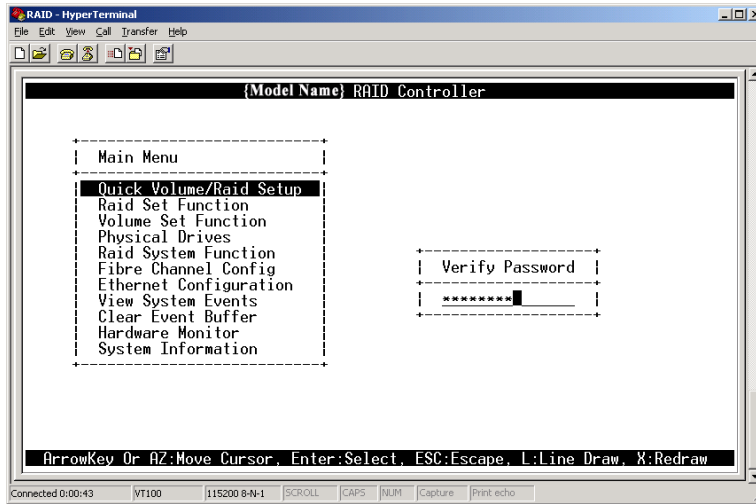 RAID - HyperTerminal
File Edit View Call Transfer Help
{Model Name} RAID Controller
Main Menu
Quick Volume/Raid Setup
Raid Set Function
Volume Set Function
Physical Drives
Raid System Function
Fibre Channel Config
Ethernet Configuration
View System Events
Clear Event Buffer
Hardware Monitor
System Information
Verify Password
********
ArrowKey Or AZ:Move Cursor, Enter:Select, ESC:Escape, L:Line Draw, X:Redraw
Connected 0:00:43 VT100 115200 8-N-1 SCROLL CAPS NUM Capture Print echo